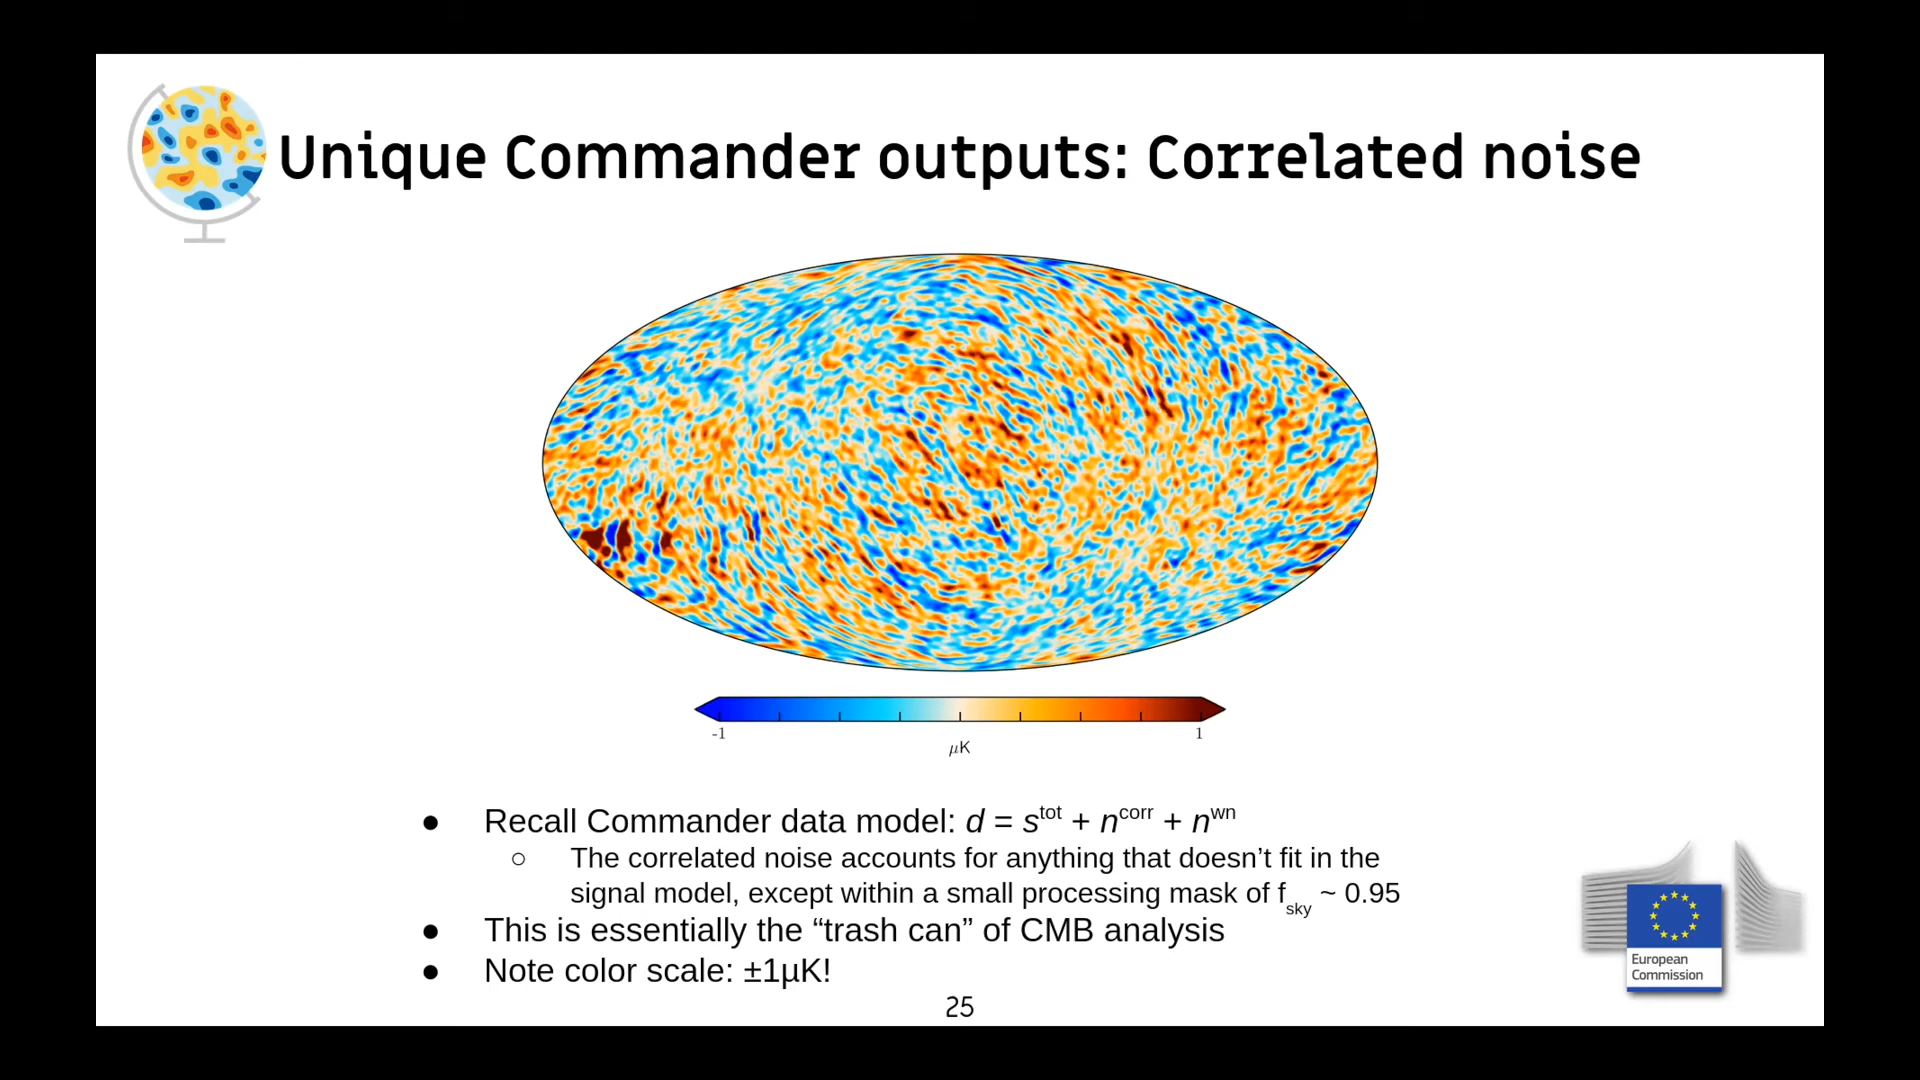 Unique Commander outputs: Correlated noise
-1
1
μK
● Recall Commander data model: d = s^tot + n^corr + n^wn
○ The correlated noise accounts for anything that doesn’t fit in the
signal model, except within a small processing mask of f_sky ~ 0.95
● This is essentially the “trash can” of CMB analysis
● Note color scale: ±1µK!
European
Commission
25